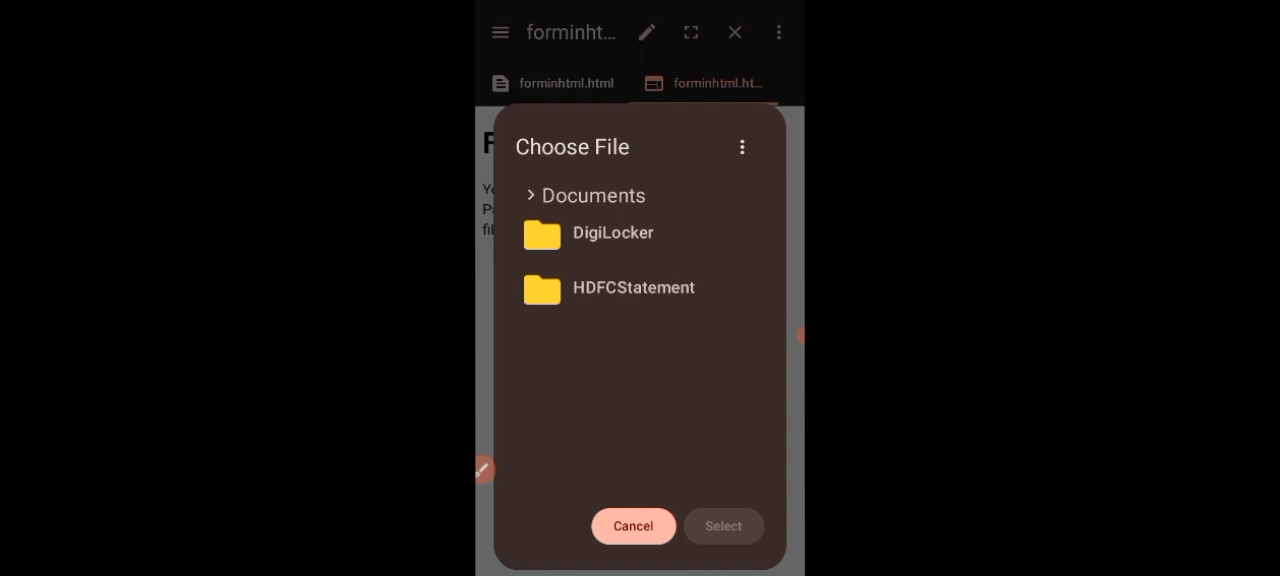 forminht...
forminhtml.html
forminhtml.ht...
Choose File
Documents
DigiLocker
HDFCStatement
Cancel
Select